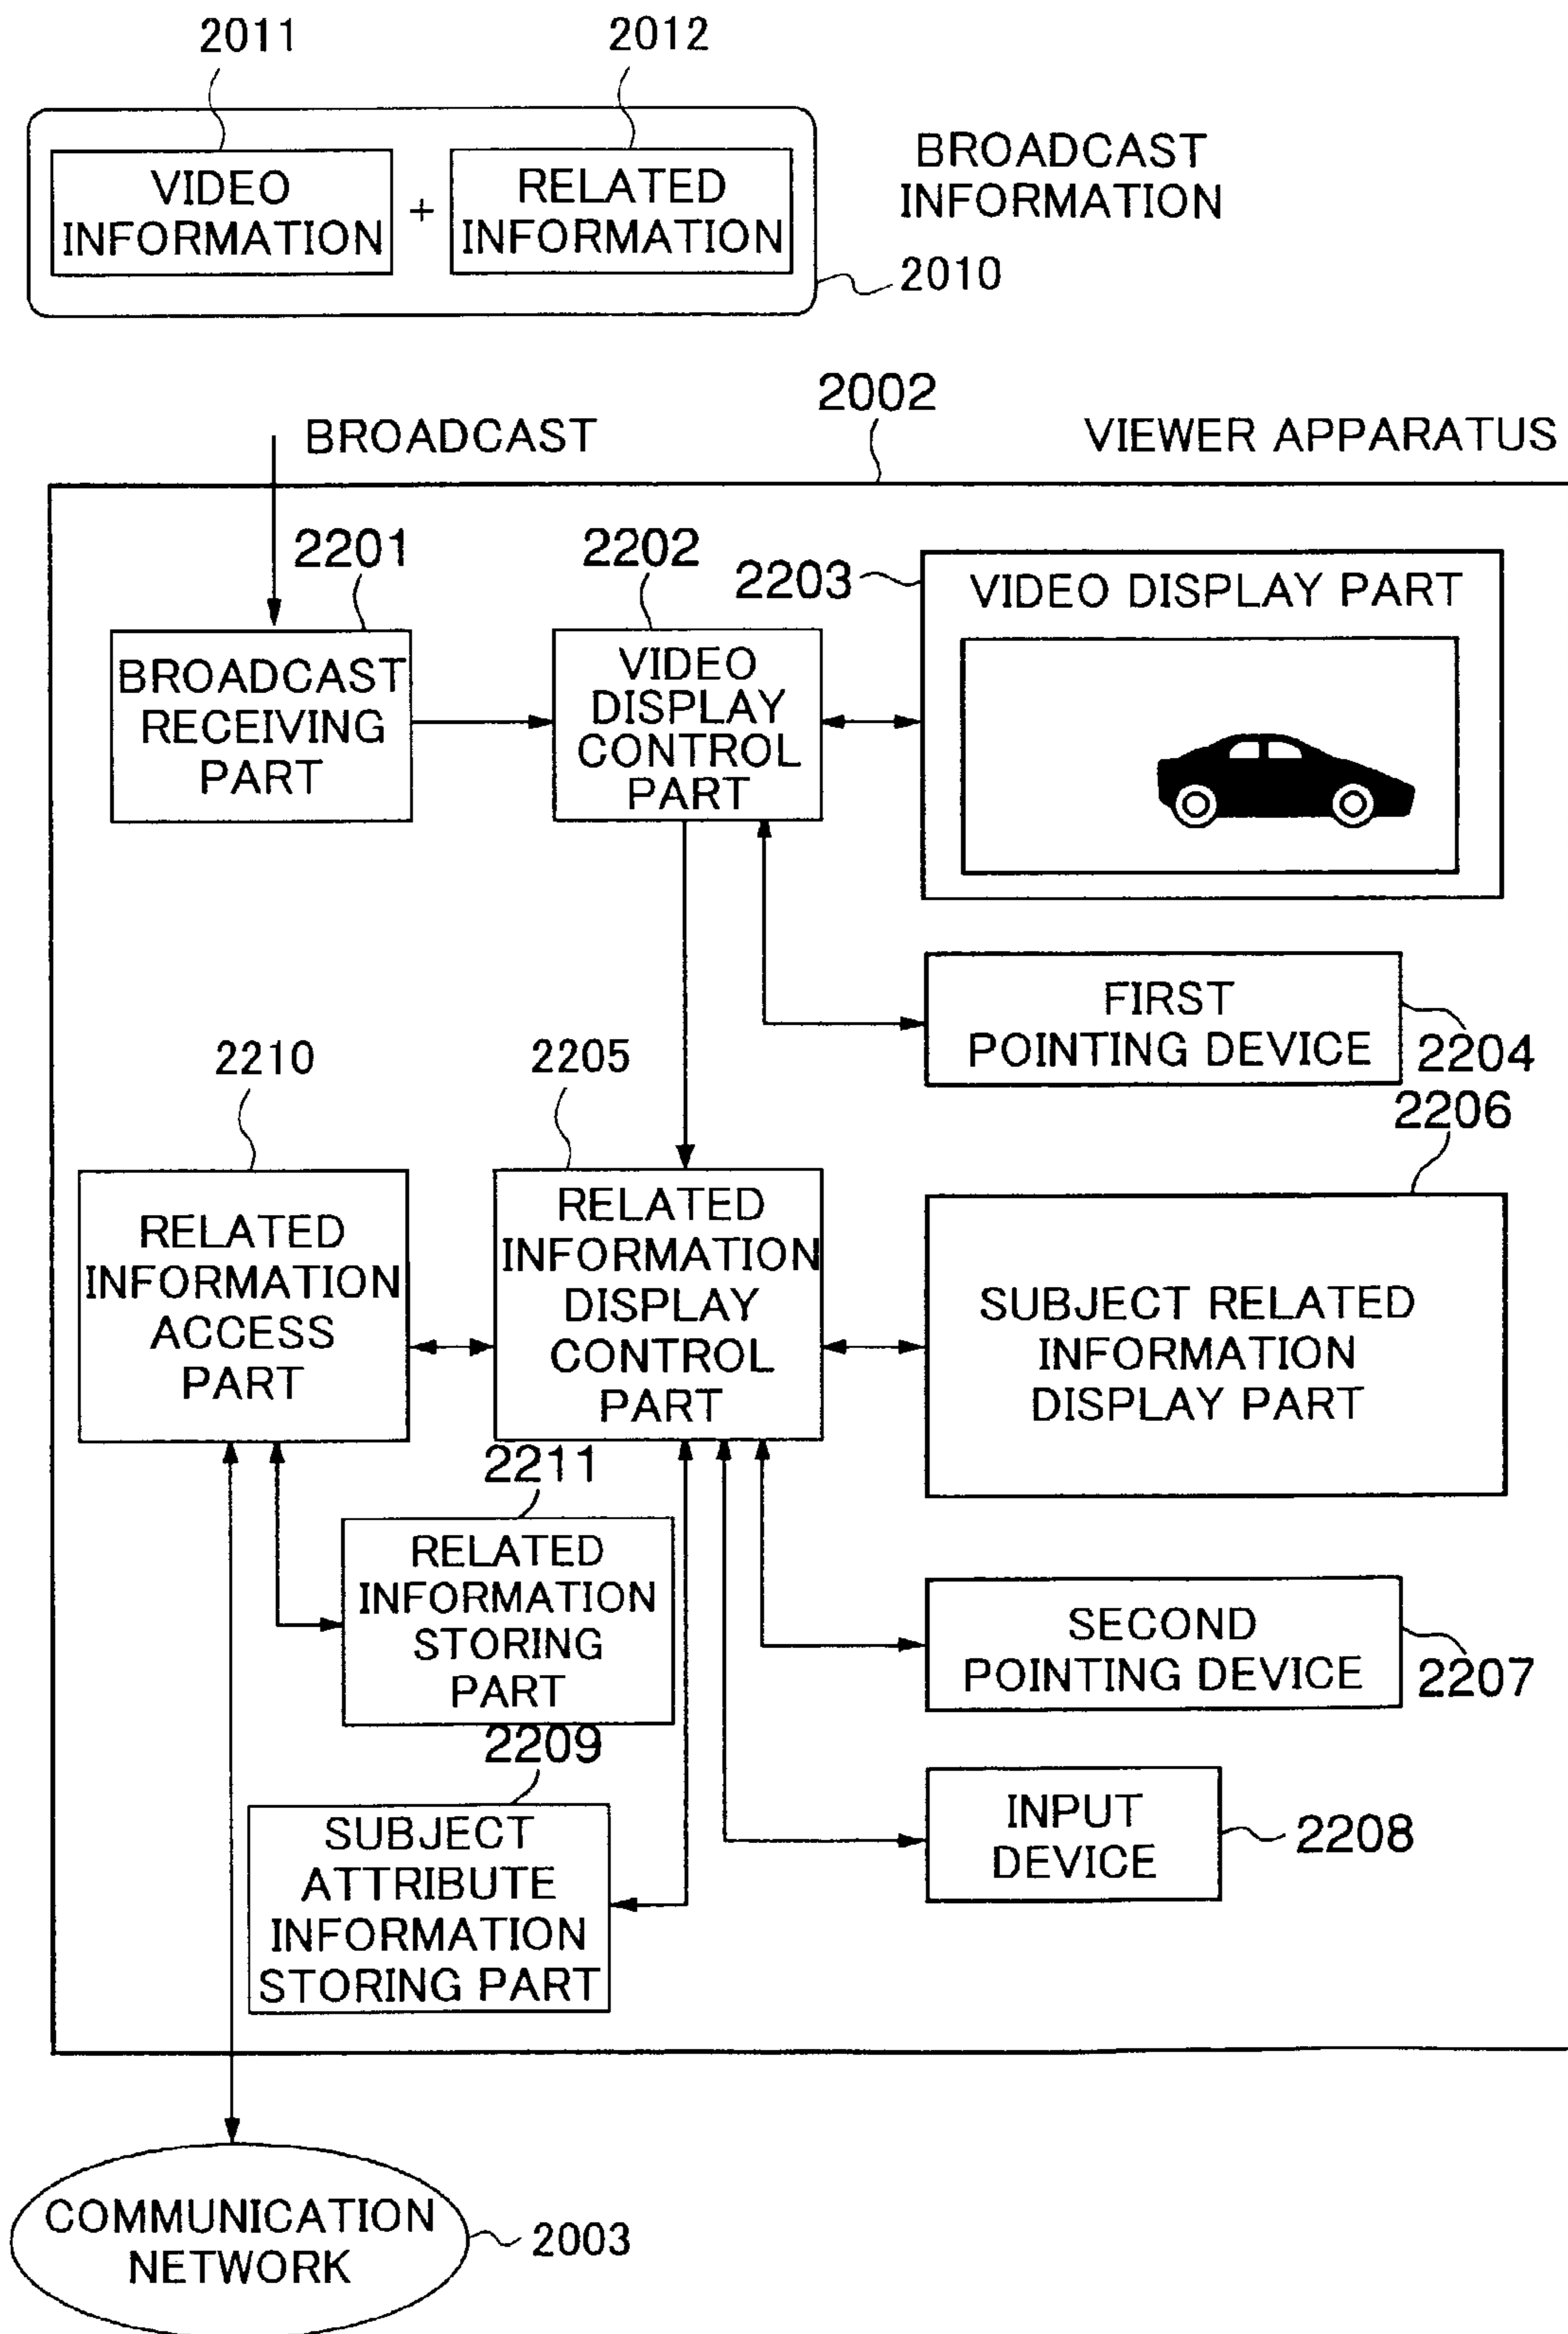 2011
2012
VIDEO
INFORMATION
+
RELATED
INFORMATION
BROADCAST
INFORMATION
2010
BROADCAST
2002
VIEWER APPARATUS
2201
BROADCAST
RECEIVING
PART
2202
VIDEO
DISPLAY
CONTROL
PART
2203
VIDEO DISPLAY PART
FIRST
POINTING DEVICE
2204
2210
RELATED
INFORMATION
ACCESS
PART
2205
RELATED
INFORMATION
DISPLAY
CONTROL
PART
2206
SUBJECT RELATED
INFORMATION
DISPLAY PART
2211
RELATED
INFORMATION
STORING
PART
SECOND
POINTING DEVICE
2207
2209
SUBJECT
ATTRIBUTE
INFORMATION
STORING PART
INPUT
DEVICE
2208
COMMUNICATION
NETWORK
2003